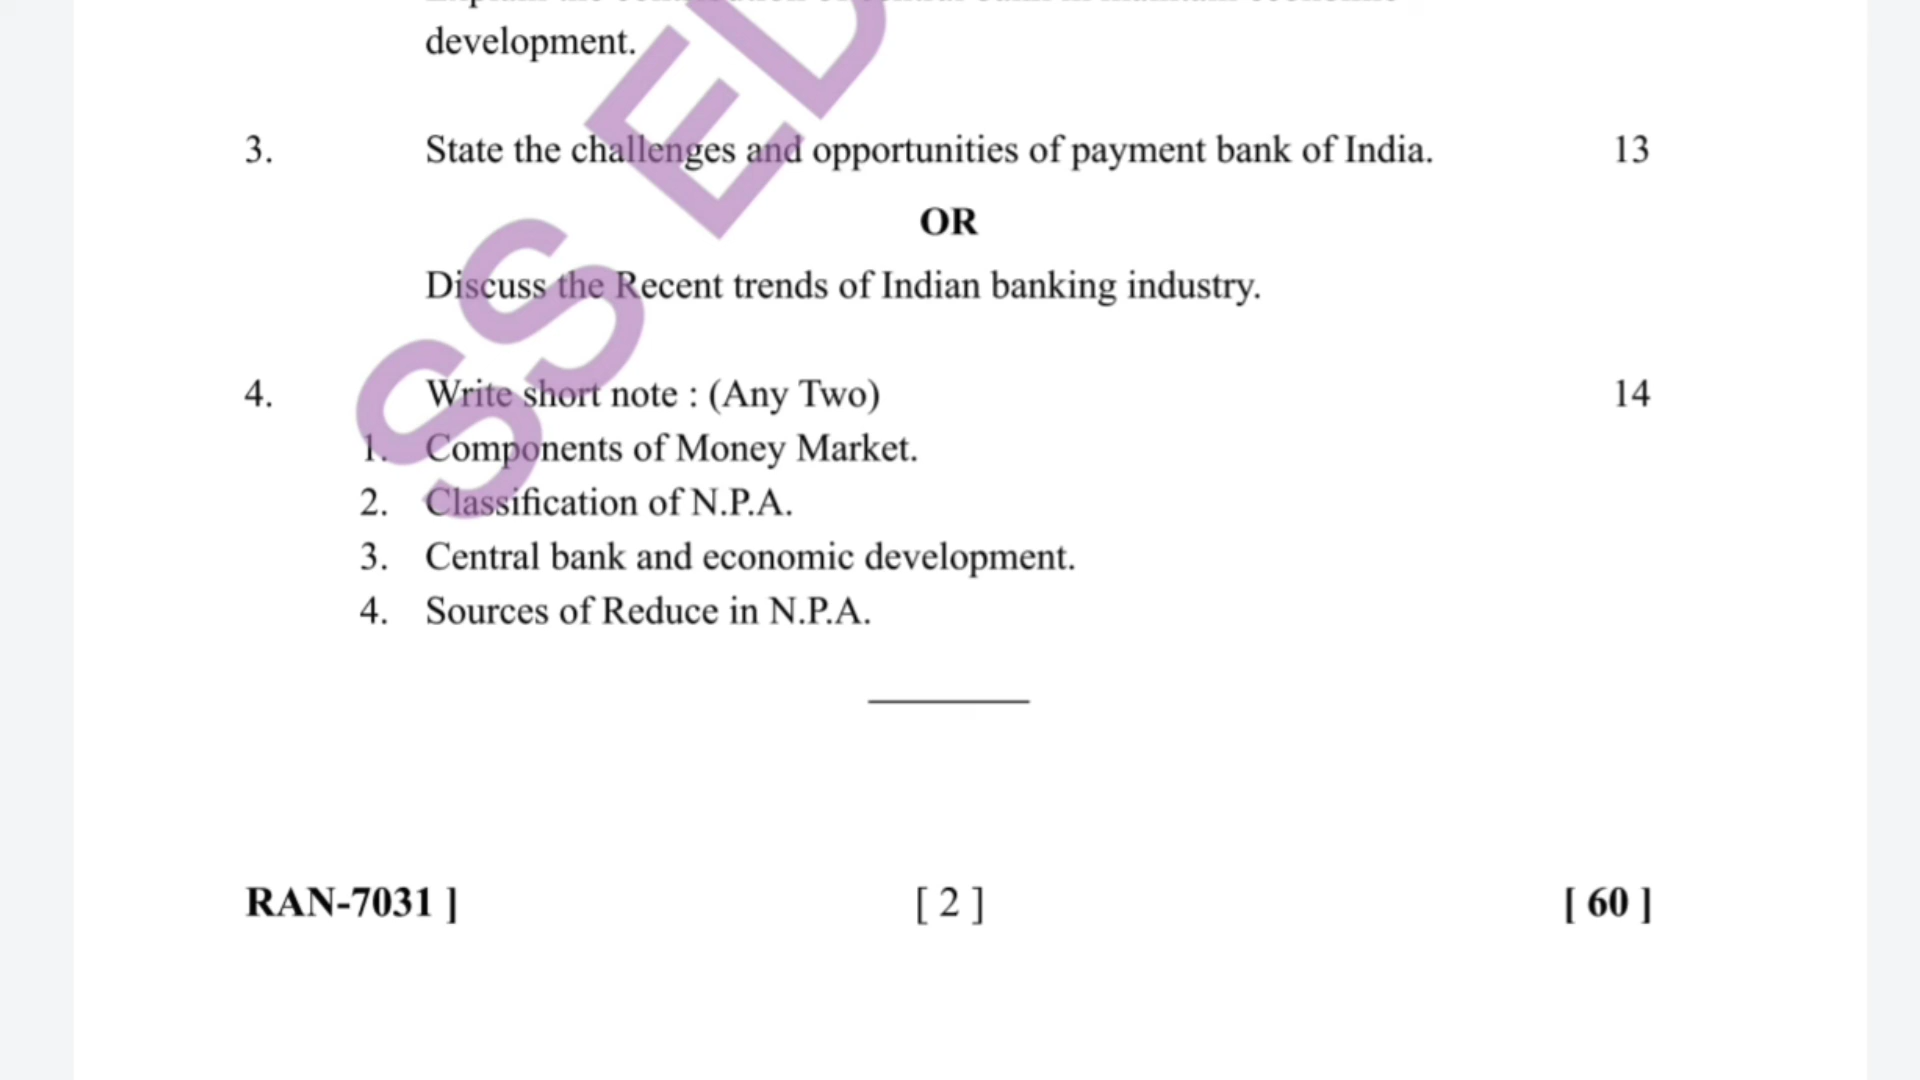 development.
3. State the challenges and opportunities of payment bank of India. 13
OR
Discuss the Recent trends of Indian banking industry.
4. Write short note : (Any Two) 14
1. Components of Money Market.
2. Classification of N.P.A.
3. Central bank and economic development.
4. Sources of Reduce in N.P.A.
RAN-7031 ] [ 2 ] [ 60 ]
SS ED